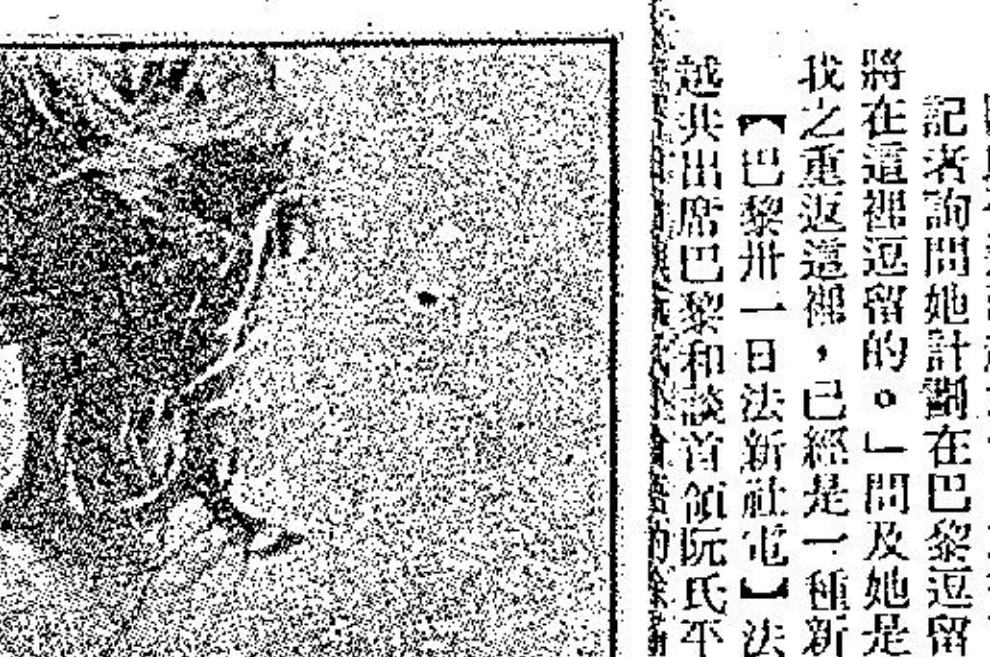 記者詢問她計劃在巴黎逗留
將在這裡逗留的。」問及她是
我之重返這裡，已經是一種新
【巴黎卅一日法新社電】法
越共出席巴黎和談首領阮氏平